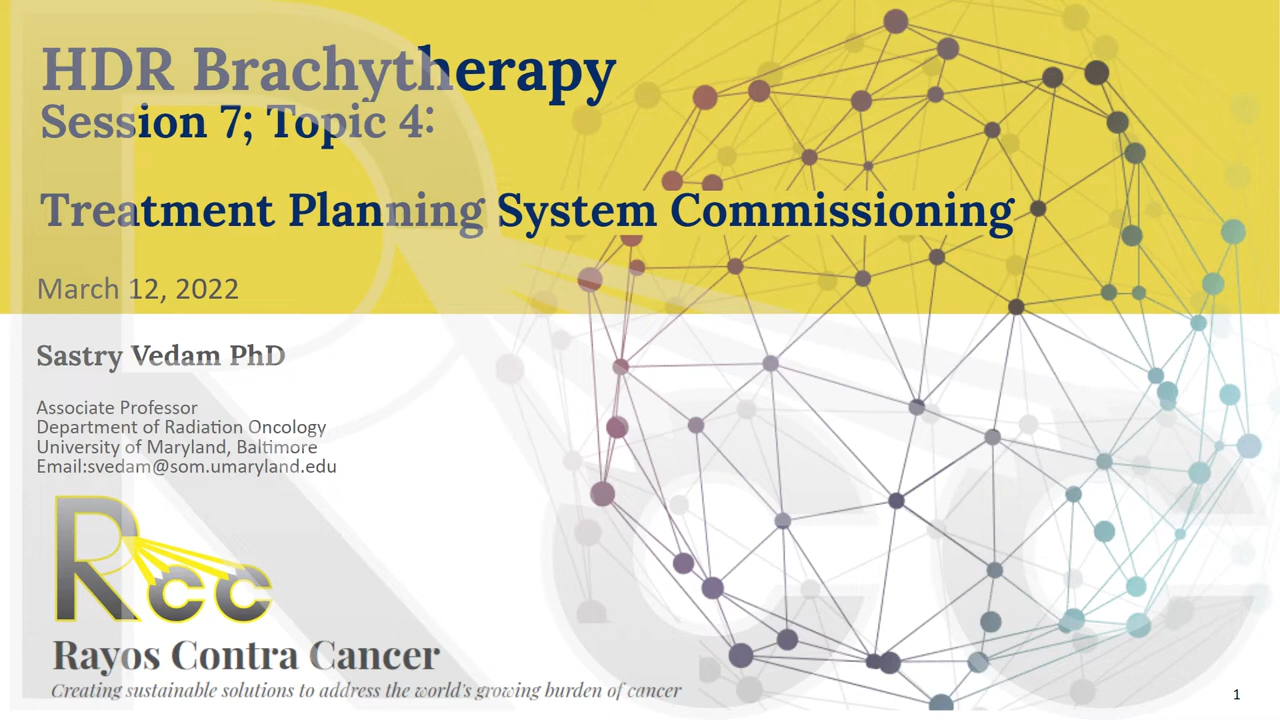 HDR Brachytherapy
Session 7; Topic 4:
Treatment Planning System Commissioning
March 12, 2022
Sastry Vedam PhD
Associate Professor
Department of Radiation Oncology
University of Maryland, Baltimore
Email:svedam@som.umaryland.edu
Rcc
Rayos Contra Cancer
Creating sustainable solutions to address the world's growing burden of cancer
1